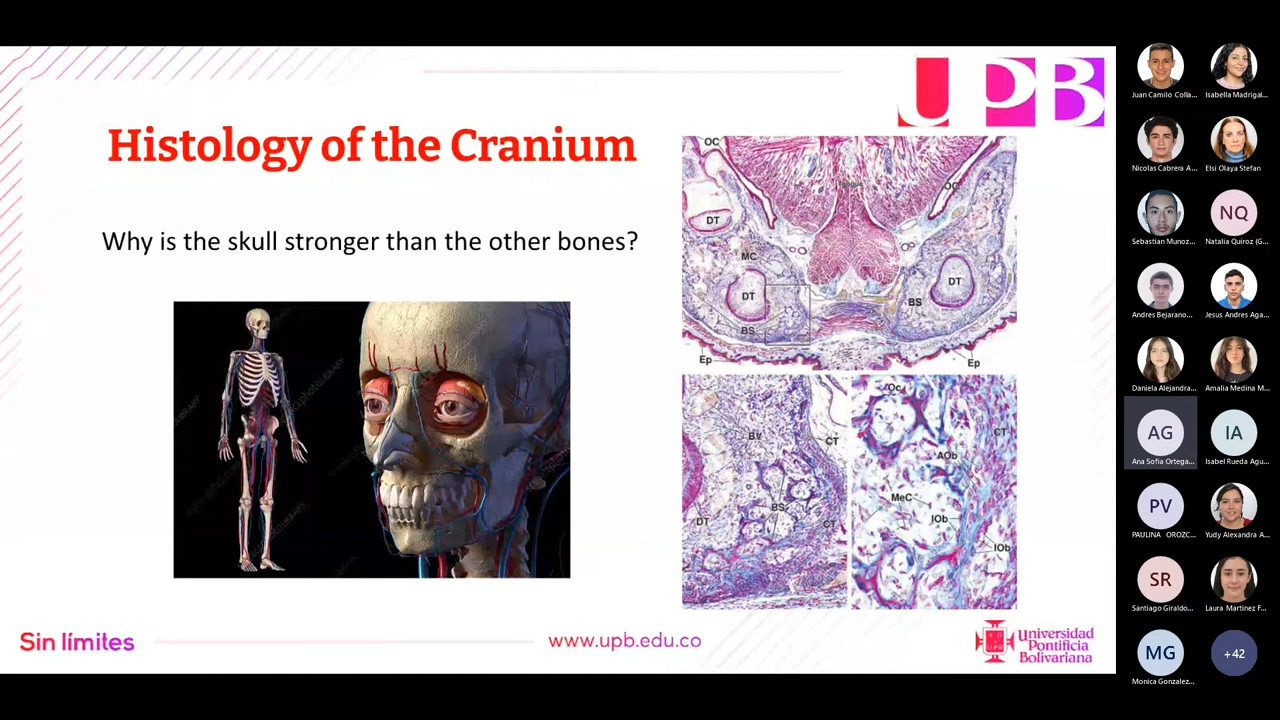 UPB
Histology of the Cranium
Why is the skull stronger than the other bones?
OC
Tongue
OC
DT
MC
DT
DT
BS
BS
Ep
Ep
BV
CT
BS
DT
CT
Oc
CT
AOb
MeC
IOb
IOb
Sin límites
www.upb.edu.co
Universidad
Pontificia
Bolivariana
Juan Camilo Colla...
Isabella Madrigal...
Nicolas Cabrera A...
Elsi Olaya Stefan
Sebastian Munoz...
NQ
Natalia Quiroz (G...
Andres Bejarano...
Jesus Andres Aga...
Daniela Alejandra...
Amalia Medina M...
AG
Ana Sofia Ortega...
IA
Isabel Rueda Agu...
PV
PAULINA OROZC...
Yudy Alexandra A...
SR
Santiago Giraldo...
Laura Martinez F...
MG
Monica Gonzalez...
+42